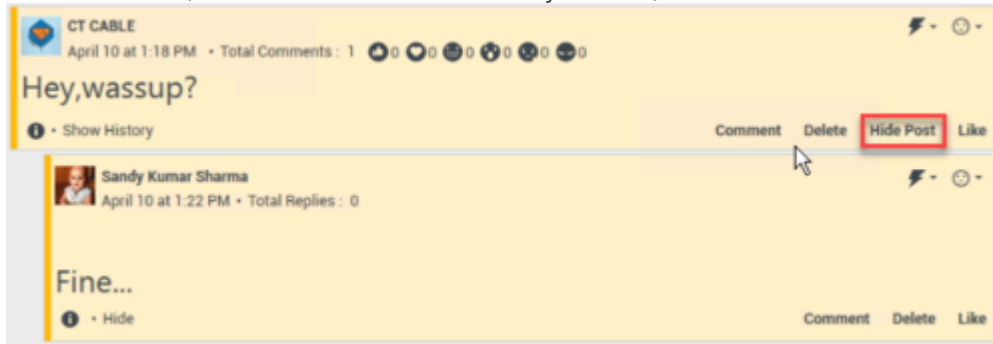 CT CABLE
April 10 at 1:18 PM • Total Comments : 1 0 0 0 0 0 0
Hey,wassup?
• Show History Comment Delete Hide Post Like
Sandy Kumar Sharma
April 10 at 1:22 PM • Total Replies : 0
Fine...
• Hide Comment Delete Like